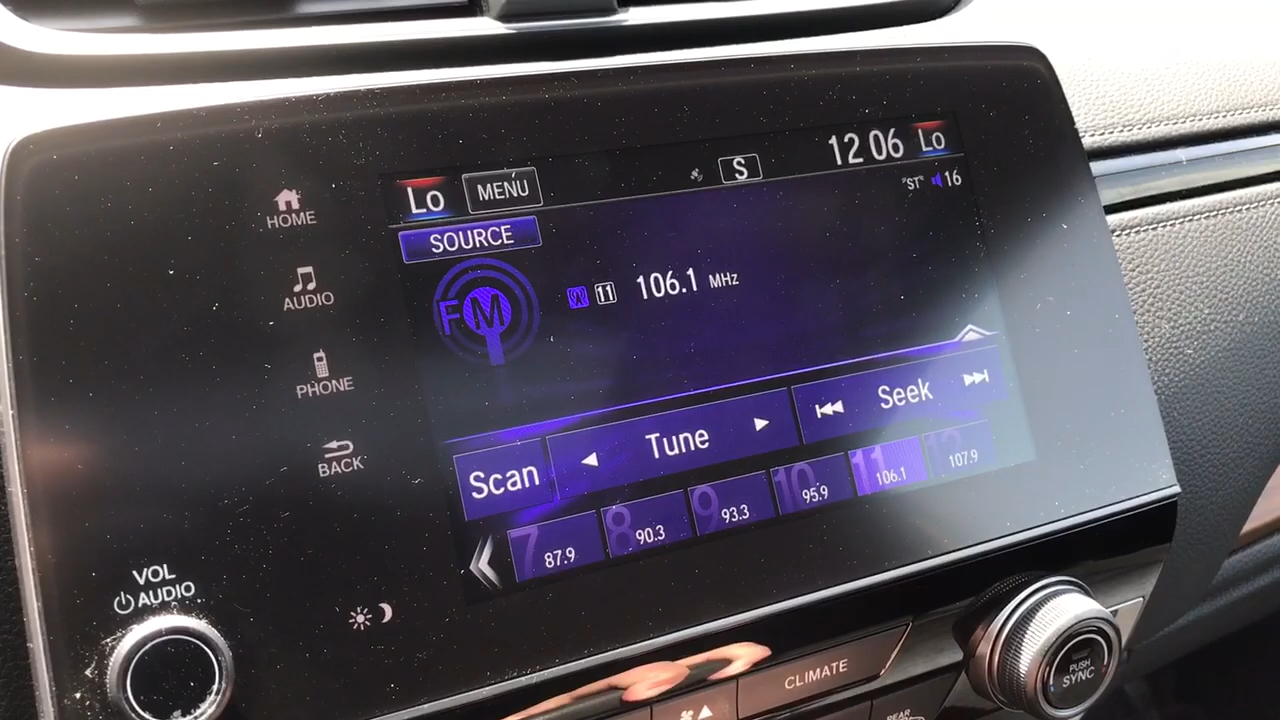 Lo
MENU
S
12 06
Lo
"ST"
16
SOURCE
HOME
FM
11
106.1 MHz
AUDIO
PHONE
Scan
Tune
Seek
BACK
7 87.9
8 90.3
9 93.3
10 95.9
11 106.1
12 107.9
VOL
AUDIO
CLIMATE
PUSH
SYNC
REAR